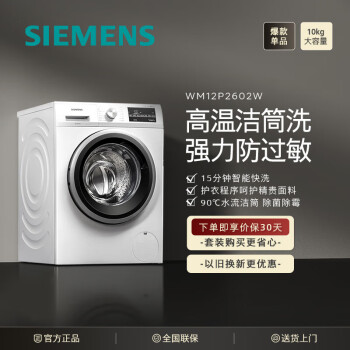 SIEMENS
爆款
单品
10kg
大容量
WM12P2602W
高温洁筒洗
强力防过敏
15分钟智能快洗
护衣程序呵护精贵面料
90℃水流洁筒 除菌除霉
下单即享价保30天
-套装购买更省心-
-以旧换新更优惠-
官方正品
全国联保
送货上门